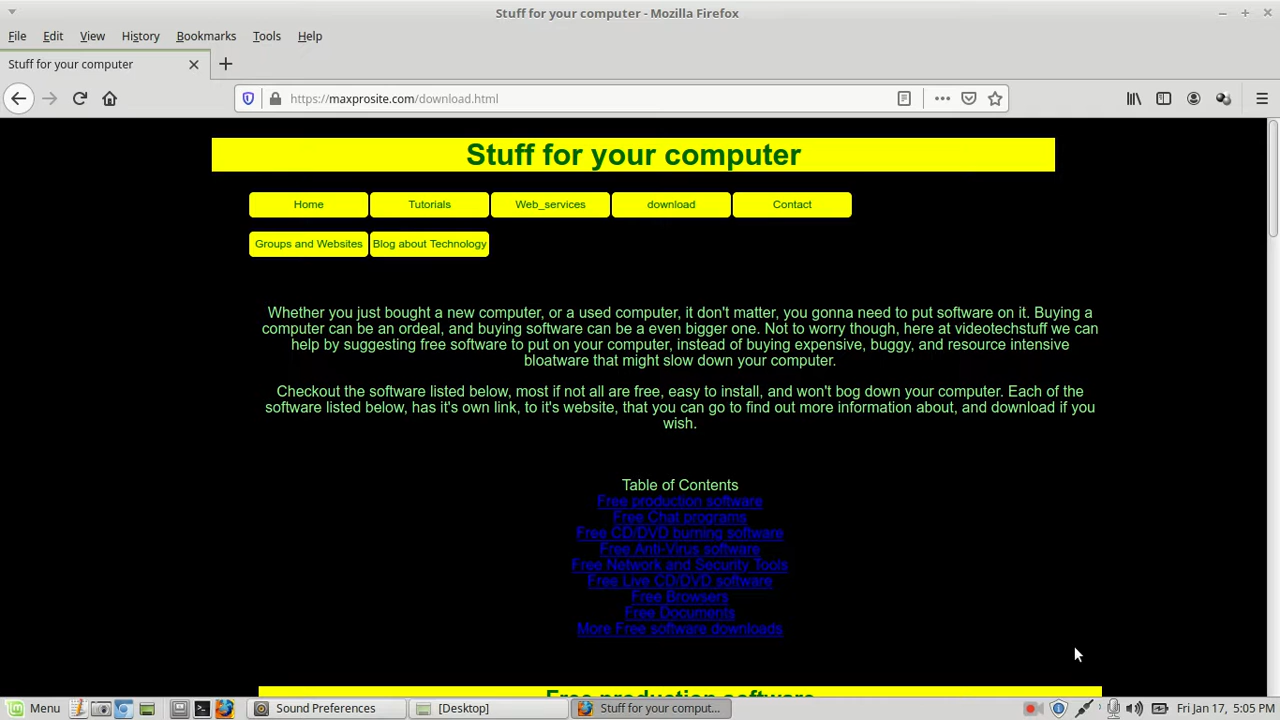 Stuff for your computer - Mozilla Firefox
File Edit View History Bookmarks Tools Help
Stuff for your computer
https://maxprosite.com/download.html
Stuff for your computer
Home Tutorials Web_services download Contact
Groups and Websites Blog about Technology
Whether you just bought a new computer, or a used computer, it don't matter, you gonna need to put software on it. Buying a
computer can be an ordeal, and buying software can be a even bigger one. Not to worry though, here at videotechstuff we can
help by suggesting free software to put on your computer, instead of buying expensive, buggy, and resource intensive
bloatware that might slow down your computer.
Checkout the software listed below, most if not all are free, easy to install, and won't bog down your computer. Each of the
software listed below, has it's own link, to it's website, that you can go to find out more information about, and download if you
wish.
Table of Contents
Free production software
Free Chat programs
Free CD/DVD burning software
Free Anti-Virus software
Free Network and Security Tools
Free Live CD/DVD software
Free Browsers
Free Documents
More Free software downloads
Free production software
Menu Sound Preferences [Desktop] Stuff for your comput... Fri Jan 17, 5:05 PM